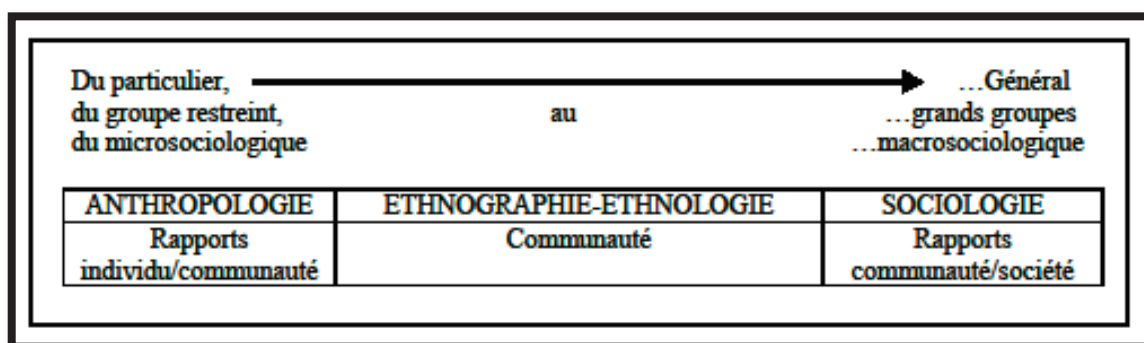 Du particulier, …Général
du groupe restreint, au …grands groupes
du microsociologique …macrosociologique
ANTHROPOLOGIE ETHNOGRAPHIE-ETHNOLOGIE SOCIOLOGIE
Rapports Communauté Rapports
individu/communauté communauté/société